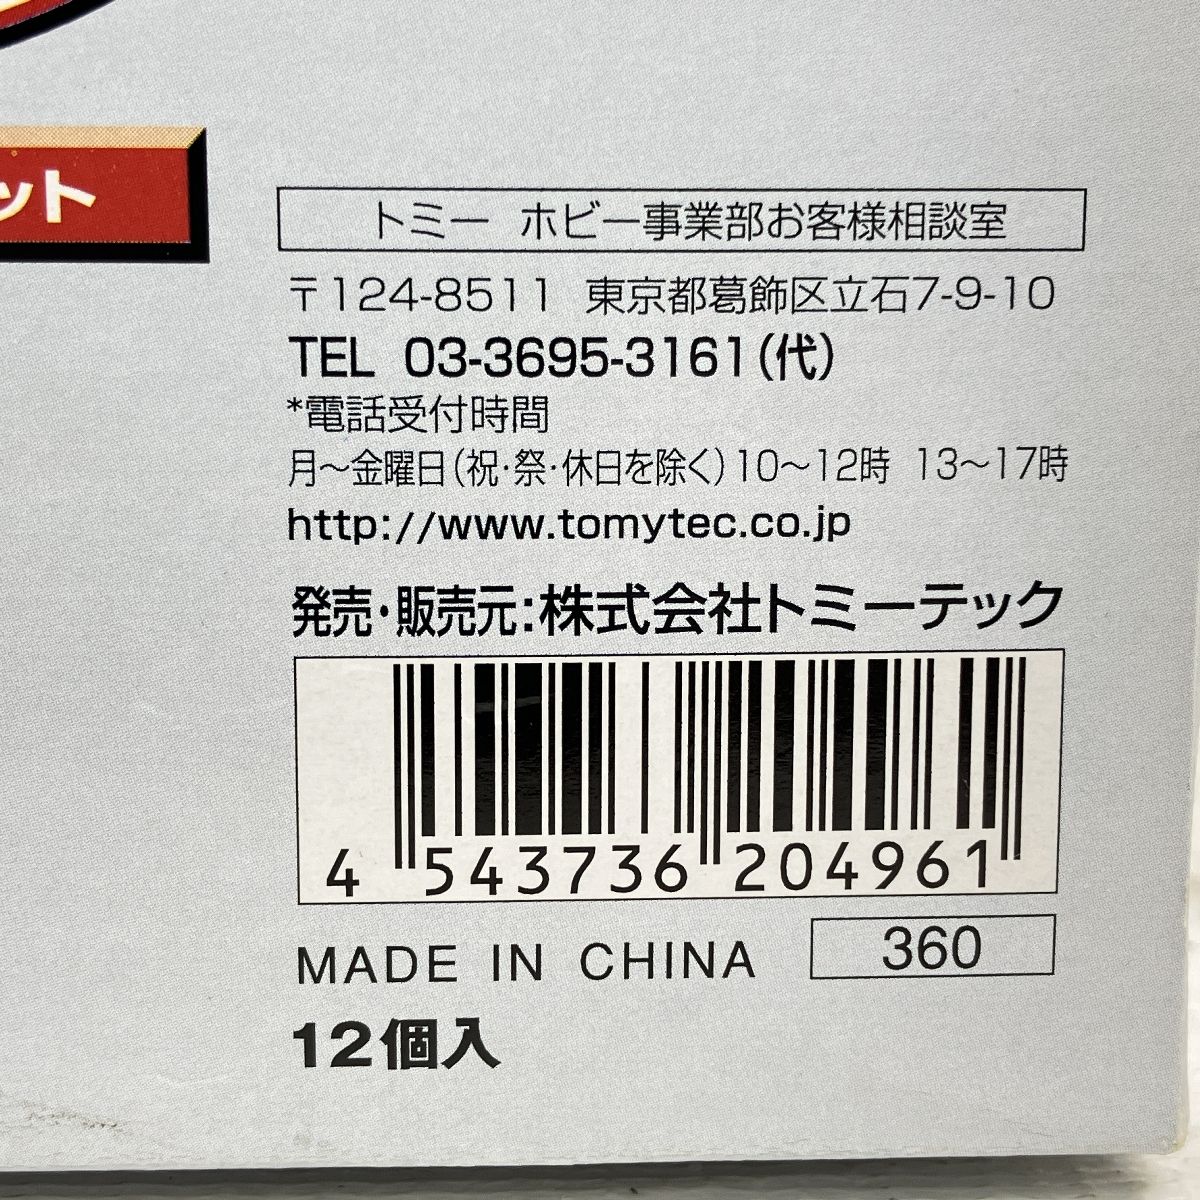 ット
トミー ホビー事業部お客様相談室
〒124-8511 東京都葛飾区立石7-9-10
TEL 03-3695-3161(代)
*電話受付時間
月～金曜日(祝・祭・休日を除く)10～12時 13～17時
http://www.tomytec.co.jp
発売・販売元:株式会社トミーテック
4 543736 204961
MADE IN CHINA
360
12個入